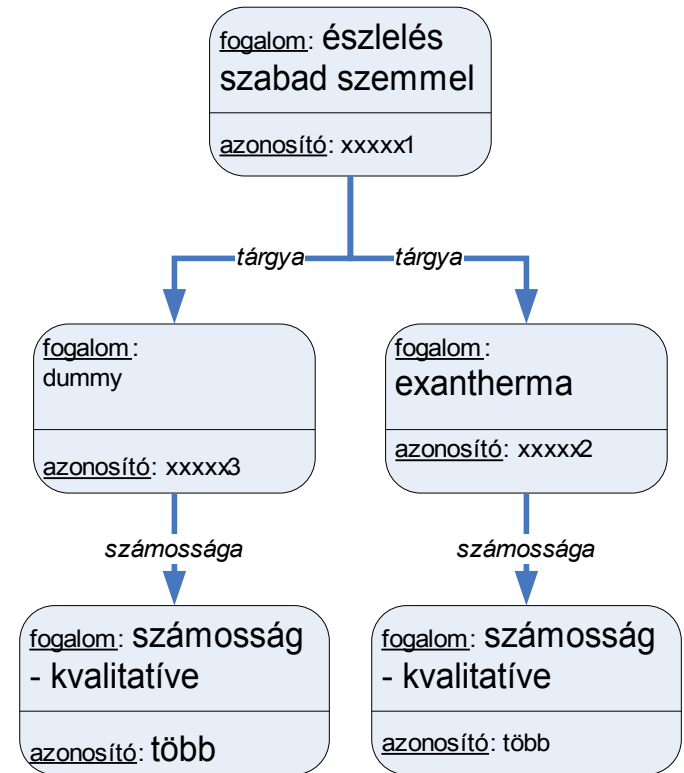 fogalom: észlelés
szabad szemmel
azonosító: xxxxx1
tárgya
tárgya
fogalom:
dummy
azonosító: xxxxx3
fogalom:
exantherma
azonosító: xxxxx2
számossága
számossága
fogalom: számosság
- kvalitatíve
azonosító: több
fogalom: számosság
- kvalitatíve
azonosító: több